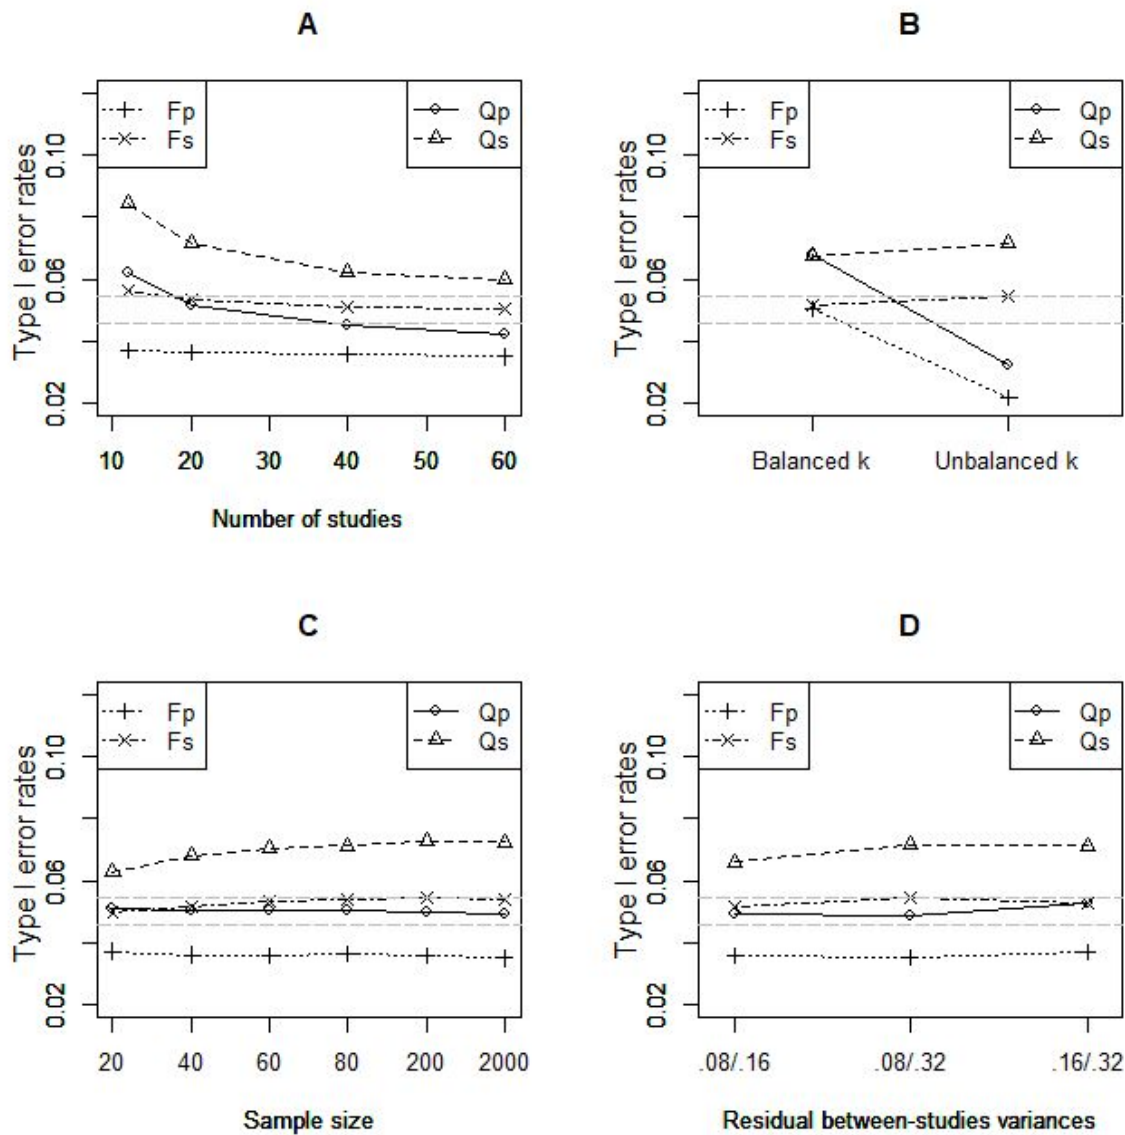 A
Fp
Fs
Qp
Qs
Type I error rates
0.10
0.06
0.02
10 20 30 40 50 60
Number of studies
B
Fp
Fs
Qp
Qs
Type I error rates
0.10
0.06
0.02
Balanced k Unbalanced k
C
Fp
Fs
Qp
Qs
Type I error rates
0.10
0.06
0.02
20 40 60 80 200 2000
Sample size
D
Fp
Fs
Qp
Qs
Type I error rates
0.10
0.06
0.02
.08/.16 .08/.32 .16/.32
Residual between-studies variances